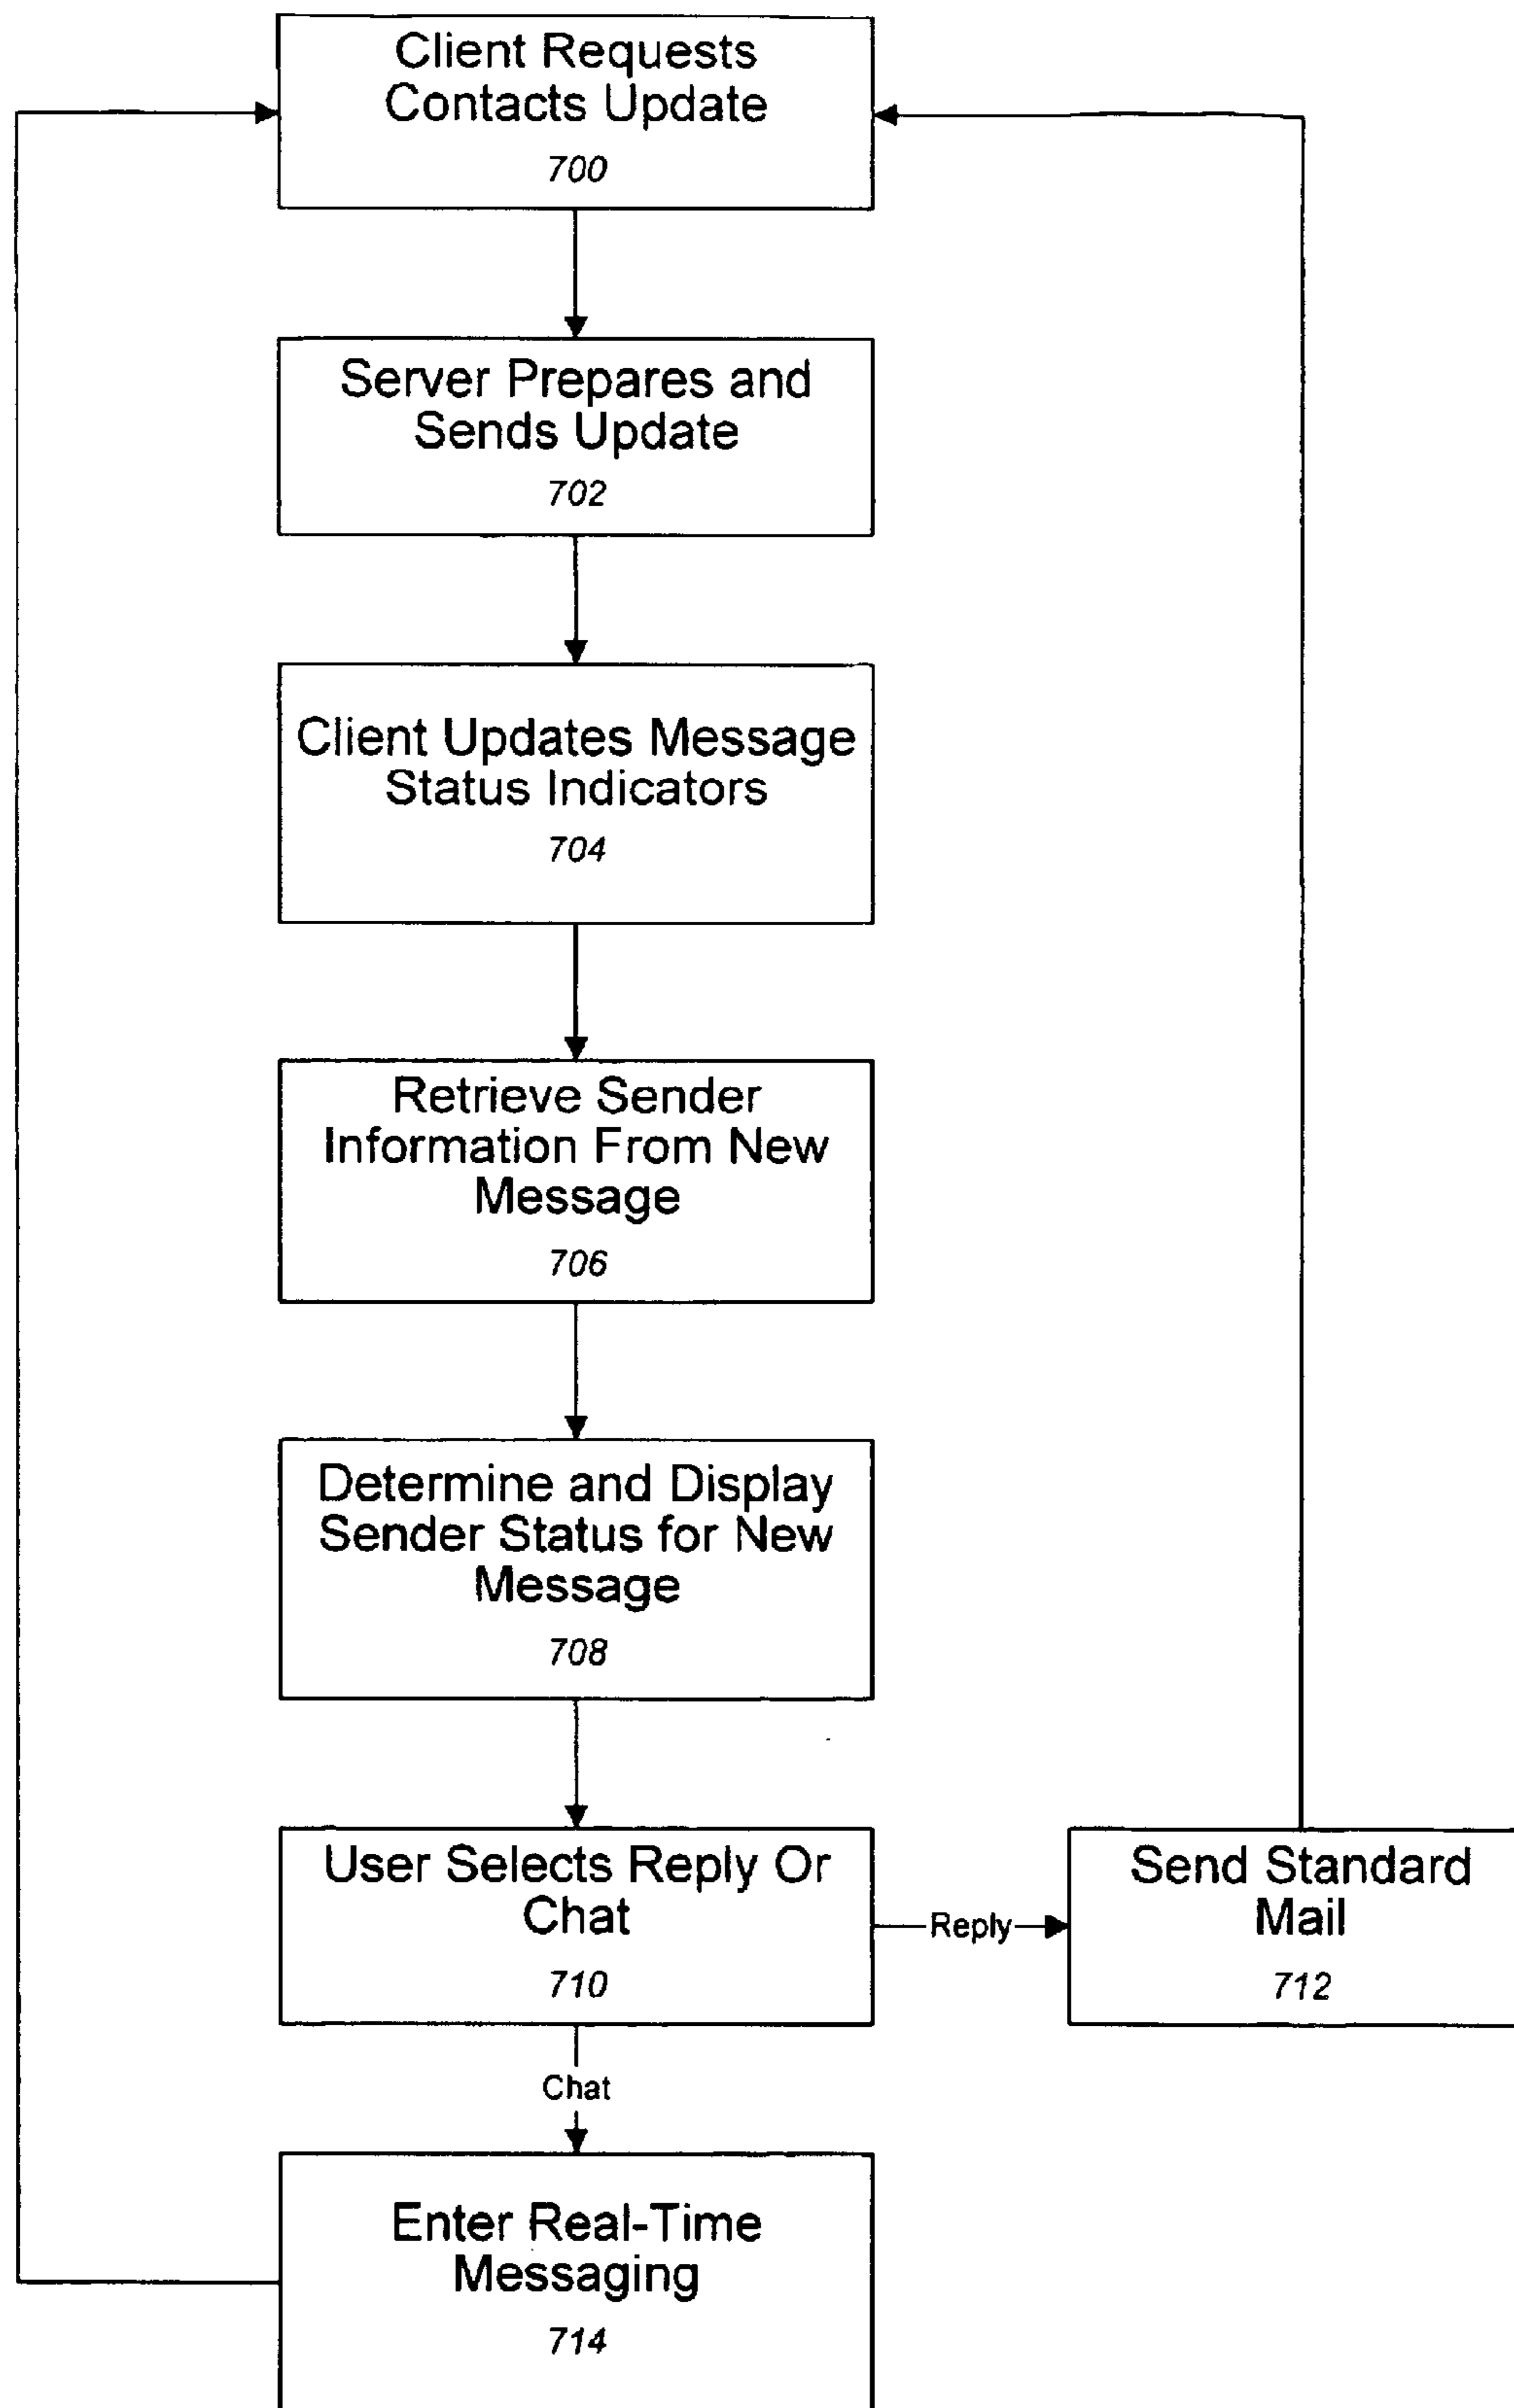 Client Requests
Contacts Update
700
Server Prepares and
Sends Update
702
Client Updates Message
Status Indicators
704
Retrieve Sender
Information From New
Message
706
Determine and Display
Sender Status for New
Message
708
User Selects Reply Or
Chat
710
Reply
Send Standard
Mail
712
Chat
Enter Real-Time
Messaging
714